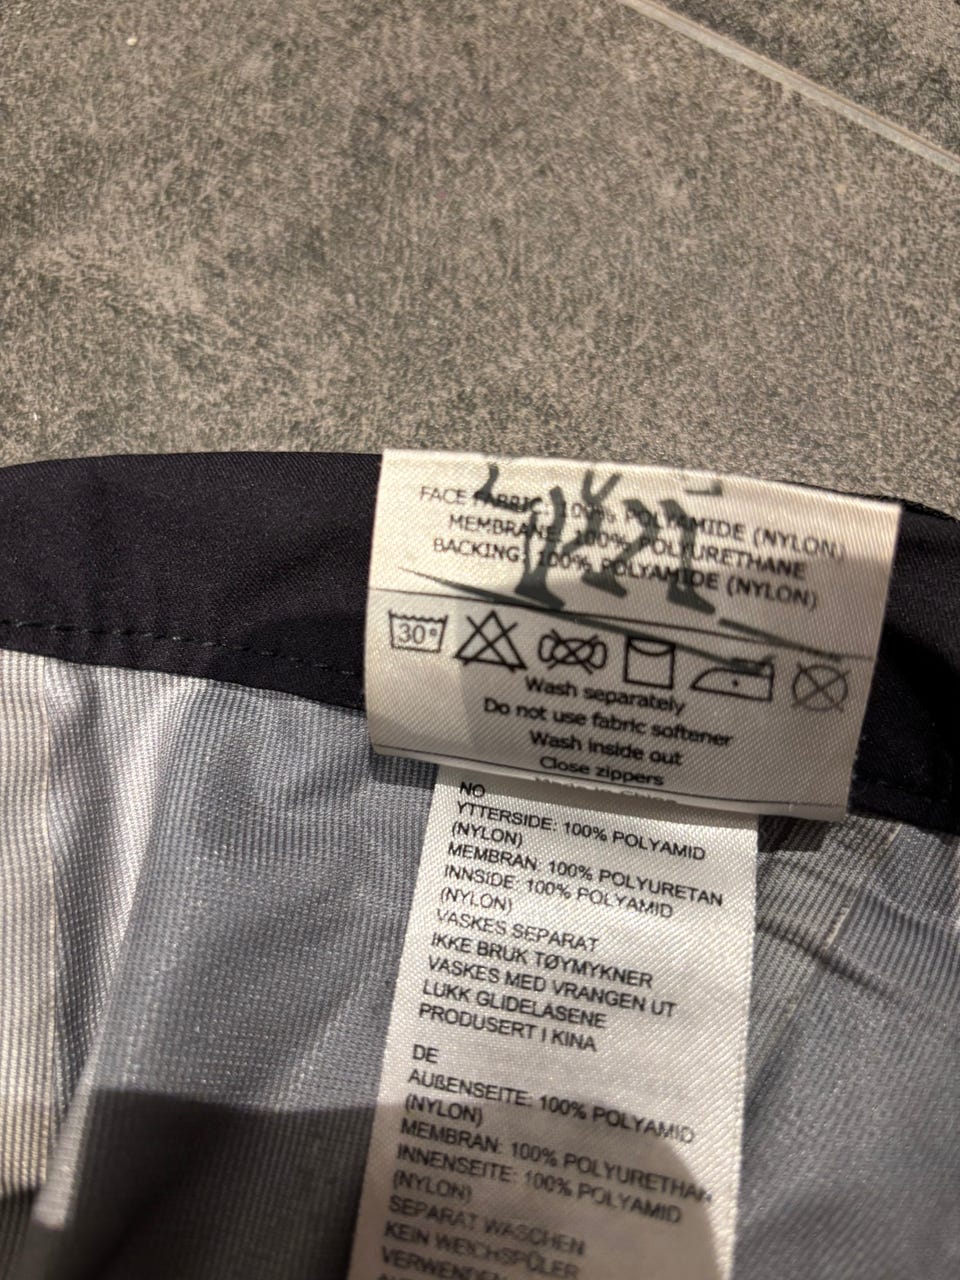 FACE FABRIC: 100% POLYAMIDE (NYLON)
MEMBRANE: 100% POLYURETHANE
BACKING: 100% POLYAMIDE (NYLON)
30°
Wash separately
Do not use fabric softener
Wash inside out
Close zippers
NO
YTTERSIDE: 100% POLYAMID
(NYLON)
MEMBRAN: 100% POLYURETAN
INNSIDE: 100% POLYAMID
(NYLON)
VASKES SEPARAT
IKKE BRUK TØYMYKNER
VASKES MED VRANGEN UT
LUKK GLIDELASENE
PRODUSERT I KINA
DE
AUßENSEITE: 100% POLYAMID
(NYLON)
MEMBRAN: 100% POLYURETHAN
INNENSEITE: 100% POLYAMID
(NYLON)
SEPARAT WASCHEN
KEIN WEICHSPÜLER
VERWENDEN